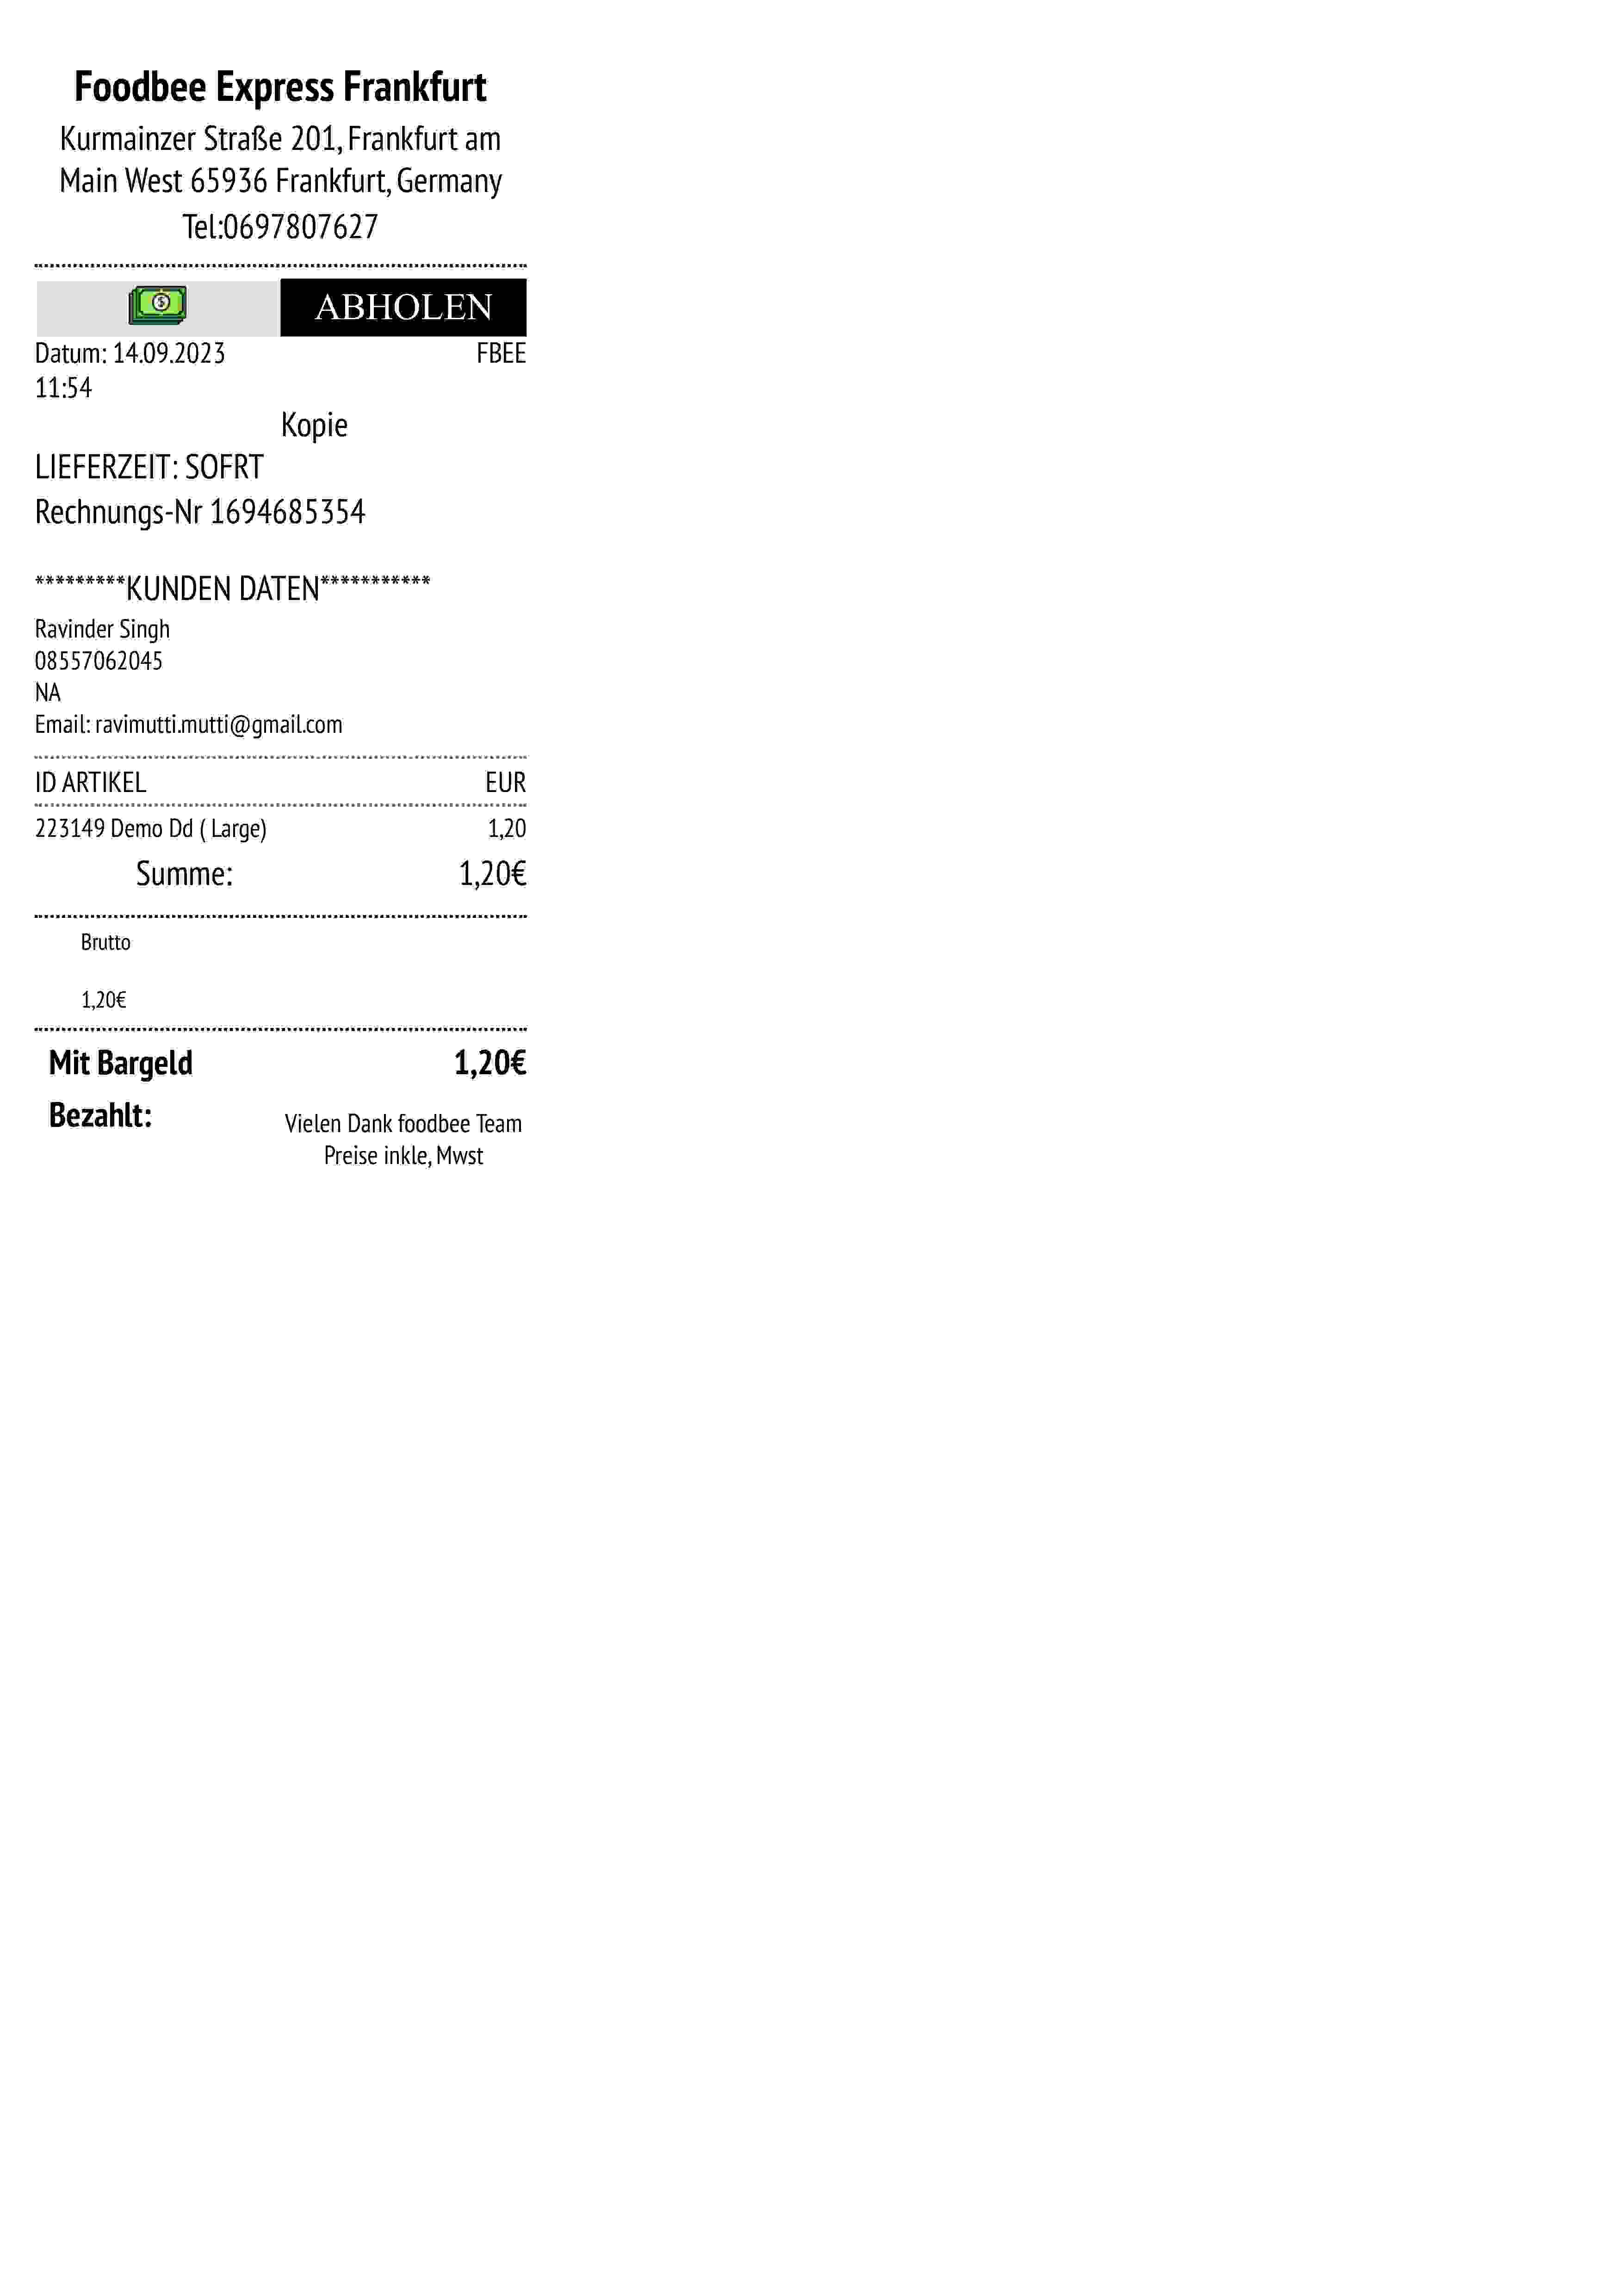 Foodbee Express Frankfurt
Kurmainzer Straße 201, Frankfurt am
Main West 65936 Frankfurt, Germany
Tel:0697807627
ABHOLEN
Datum: 14.09.2023 FBEE
11:54
Kopie
LIEFERZEIT: SOFRT
Rechnungs-Nr 1694685354
*********KUNDEN DATEN***********
Ravinder Singh
08557062045
NA
Email: ravimutti.mutti@gmail.com
ID ARTIKEL EUR
223149 Demo Dd ( Large) 1,20
Summe: 1,20€
Brutto
1,20€
Mit Bargeld 1,20€
Bezahlt:
Vielen Dank foodbee Team
Preise inkle, Mwst